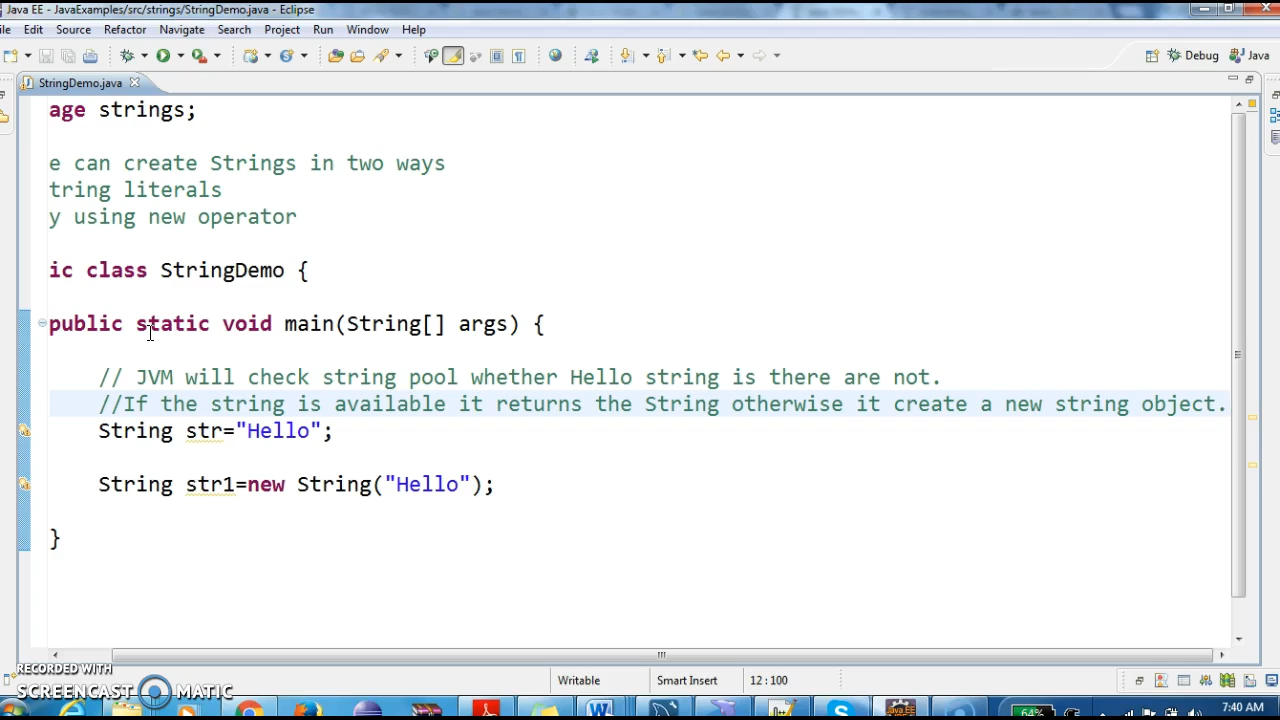 Java EE - JavaExamples/src/strings/StringDemo.java - Eclipse
ile Edit Source Refactor Navigate Search Project Run Window Help
Debug Java
StringDemo.java
age strings;
e can create Strings in two ways
tring literals
y using new operator
ic class StringDemo {
public static void main(String[] args) {
// JVM will check string pool whether Hello string is there are not.
//If the string is available it returns the String otherwise it create a new string object.
String str="Hello";
String str1=new String("Hello");
}
RECORDED WITH
SCREENCAST MATIC
Writable Smart Insert 12 : 100
64% 7:40 AM